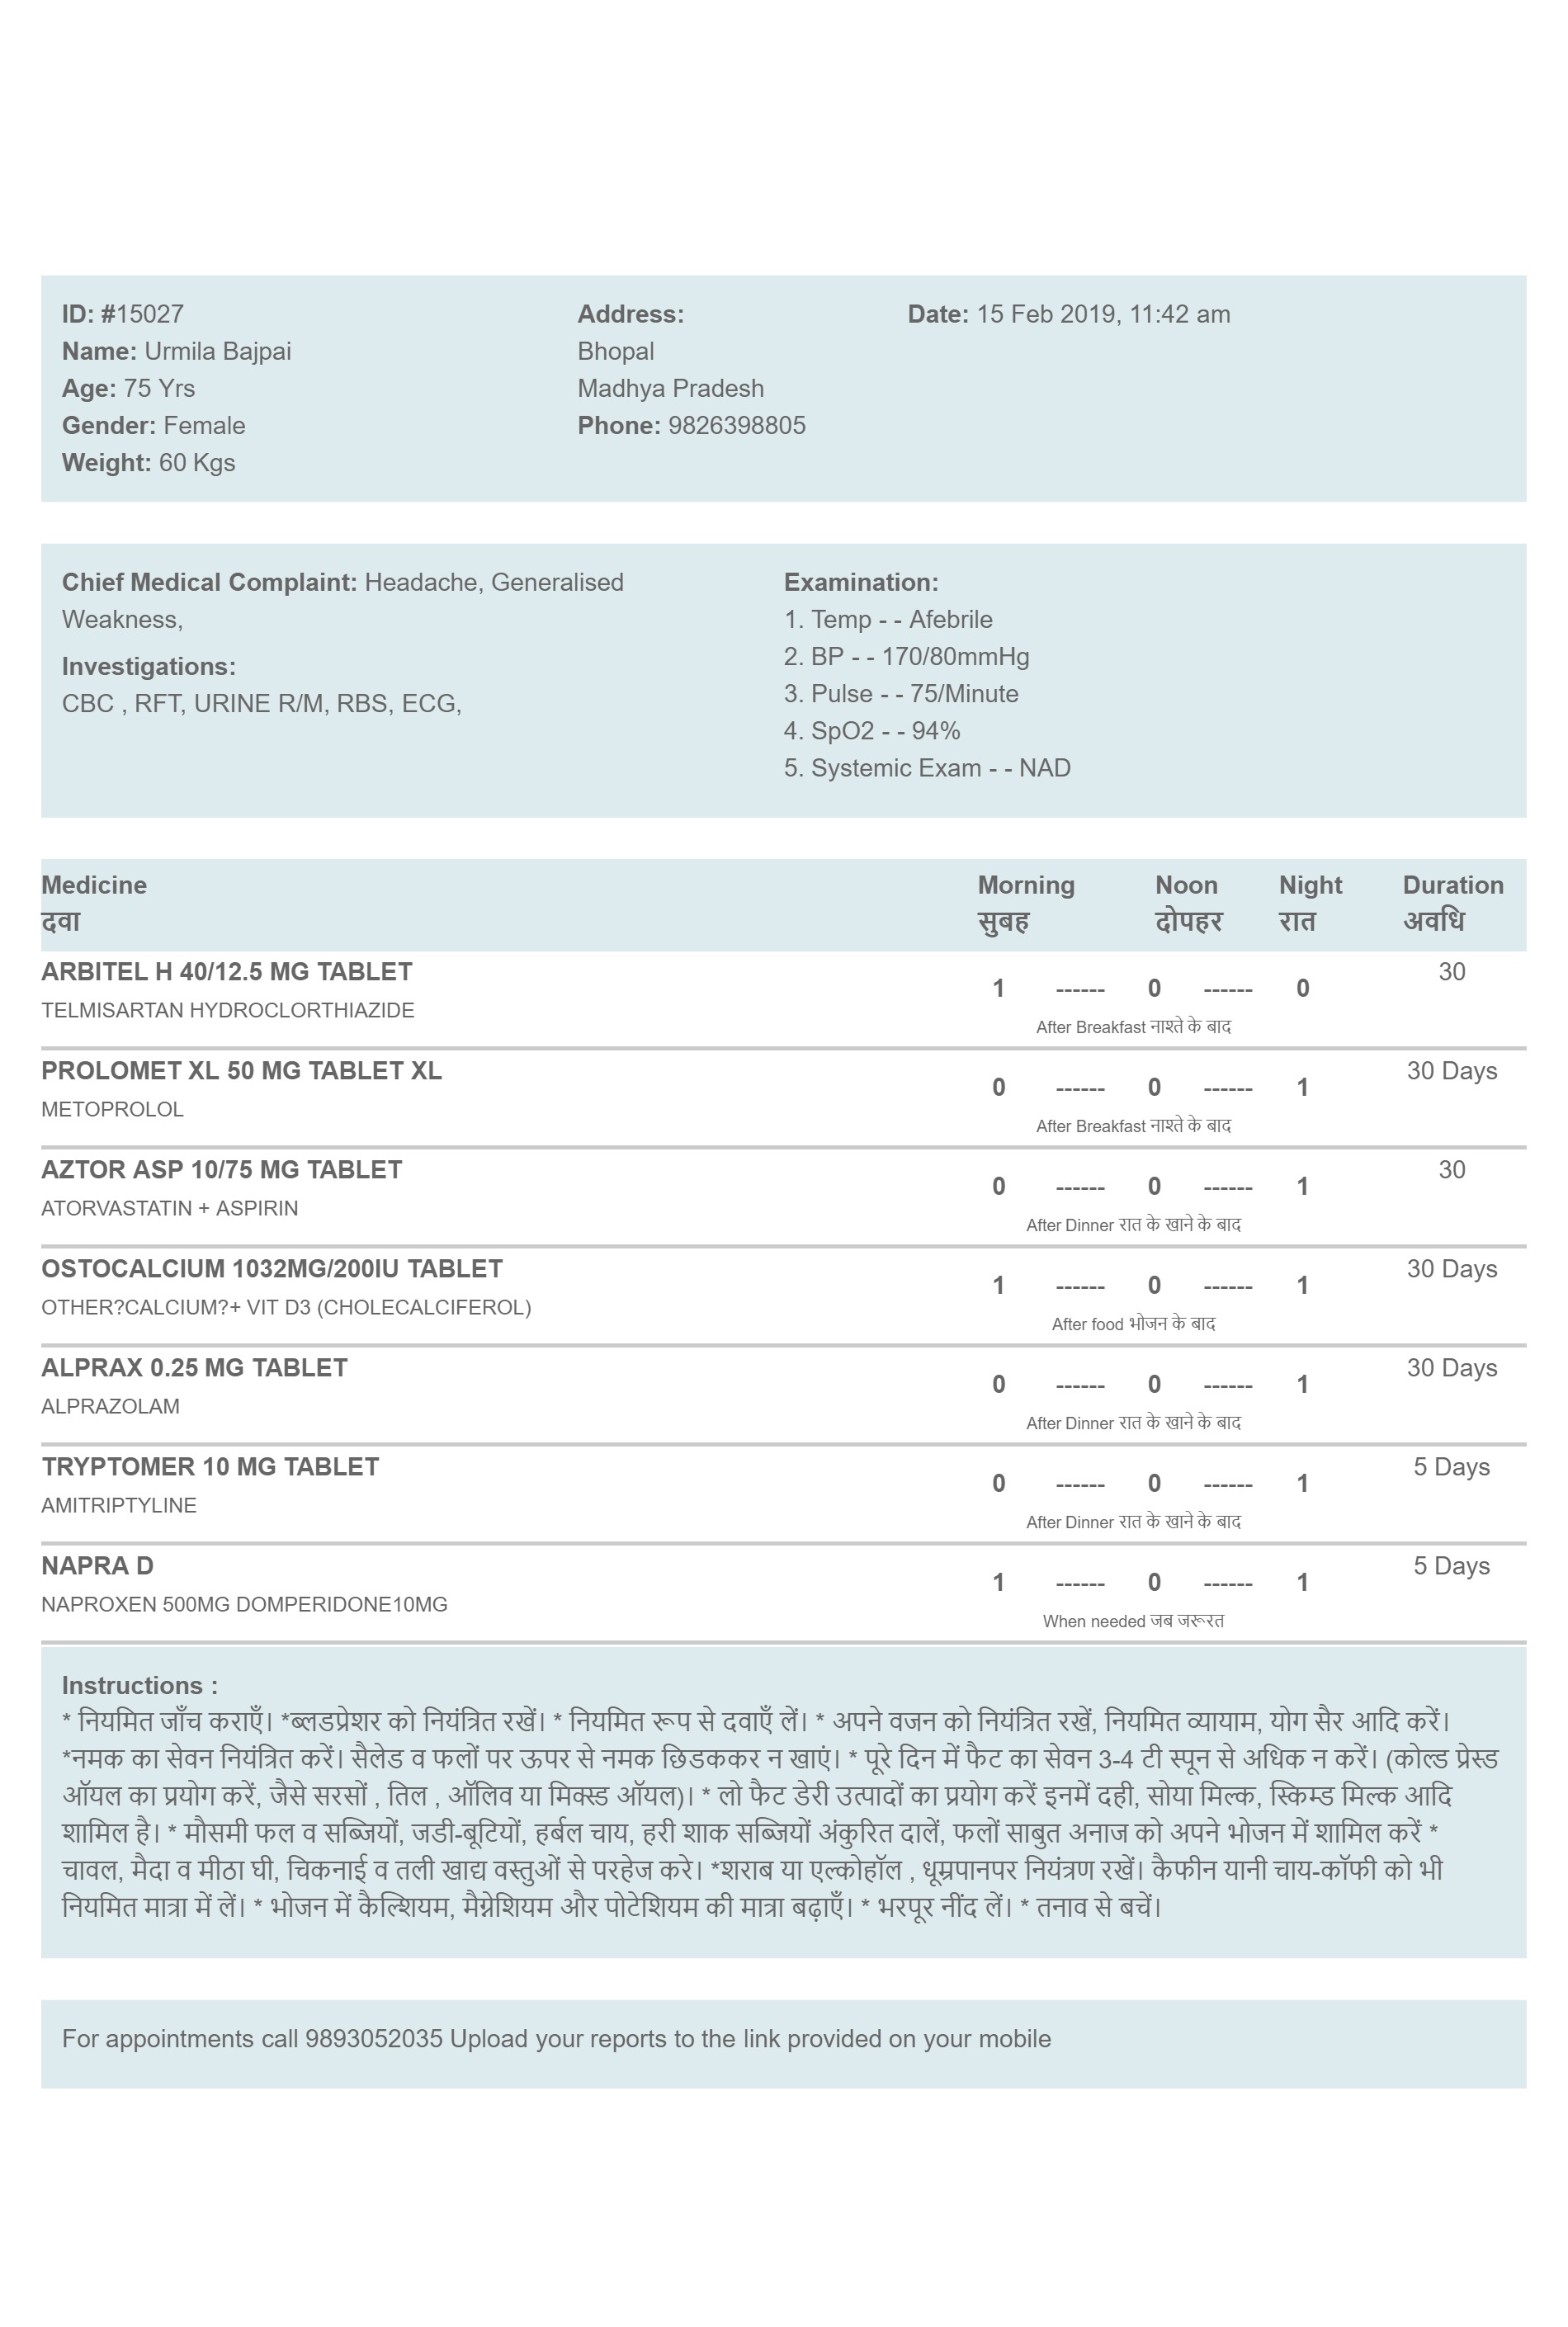 ID: #15027
Name: Urmila Bajpai
Age: 75 Yrs
Gender: Female
Weight: 60 Kgs
Address:
Bhopal
Madhya Pradesh
Phone: 9826398805
Date: 15 Feb 2019, 11:42 am
Chief Medical Complaint: Headache, Generalised
Weakness,
Investigations:
CBC , RFT, URINE R/M, RBS, ECG,
Examination:
1. Temp - - Afebrile
2. BP - - 170/80mmHg
3. Pulse - - 75/Minute
4. SpO2 - - 94%
5. Systemic Exam - - NAD
Medicine Morning Noon Night Duration
दवा सुबह दोपहर रात अवधि
ARBITEL H 40/12.5 MG TABLET 30
1 ------ 0 ------ 0
TELMISARTAN HYDROCLORTHIAZIDE
After Breakfast नाश्ते के बाद
PROLOMET XL 50 MG TABLET XL 30 Days
0 ------ 0 ------ 1
METOPROLOL
After Breakfast नाश्ते के बाद
AZTOR ASP 10/75 MG TABLET 30
0 ------ 0 ------ 1
ATORVASTATIN + ASPIRIN
After Dinner रात के खाने के बाद
OSTOCALCIUM 1032MG/200IU TABLET 30 Days
1 ------ 0 ------ 1
OTHER?CALCIUM?+ VIT D3 (CHOLECALCIFEROL)
After food भोजन के बाद
ALPRAX 0.25 MG TABLET 30 Days
0 ------ 0 ------ 1
ALPRAZOLAM
After Dinner रात के खाने के बाद
TRYPTOMER 10 MG TABLET 5 Days
0 ------ 0 ------ 1
AMITRIPTYLINE
After Dinner रात के खाने के बाद
NAPRA D 5 Days
1 ------ 0 ------ 1
NAPROXEN 500MG DOMPERIDONE10MG
When needed जब जरूरत
Instructions :
* नियमित जाँच कराएँ। *ब्लडप्रेशर को नियंत्रित रखें। * नियमित रूप से दवाएँ लें। * अपने वजन को नियंत्रित रखें, नियमित व्यायाम, योग सैर आदि करें।
*नमक का सेवन नियंत्रित करें। सैलेड व फलों पर ऊपर से नमक छिडककर न खाएं। * पूरे दिन में फैट का सेवन 3-4 टी स्पून से अधिक न करें। (कोल्ड प्रेस्ड
ऑयल का प्रयोग करें, जैसे सरसों , तिल , ऑलिव या मिक्स्ड ऑयल)। * लो फैट डेरी उत्पादों का प्रयोग करें इनमें दही, सोया मिल्क, स्किम्ड मिल्क आदि
शामिल है। * मौसमी फल व सब्जियों, जडी-बूटियों, हर्बल चाय, हरी शाक सब्जियों अंकुरित दालें, फलों साबुत अनाज को अपने भोजन में शामिल करें *
चावल, मैदा व मीठा घी, चिकनाई व तली खाद्य वस्तुओं से परहेज करे। *शराब या एल्कोहॉल , धूम्रपानपर नियंत्रण रखें। कैफीन यानी चाय-कॉफी को भी
नियमित मात्रा में लें। * भोजन में कैल्शियम, मैग्नेशियम और पोटेशियम की मात्रा बढ़ाएँ। * भरपूर नींद लें। * तनाव से बचें।
For appointments call 9893052035 Upload your reports to the link provided on your mobile